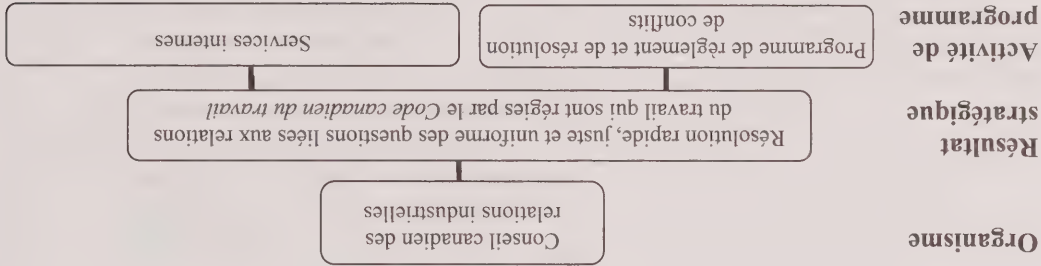 Organisme
Conseil canadien des
relations industrielles
Résultat
stratégique
Résolution rapide, juste et uniforme des questions liées aux relations
du travail qui sont régies par le Code canadien du travail
Activité de
programme
Programme de règlement et de résolution
de conflits
Services internes